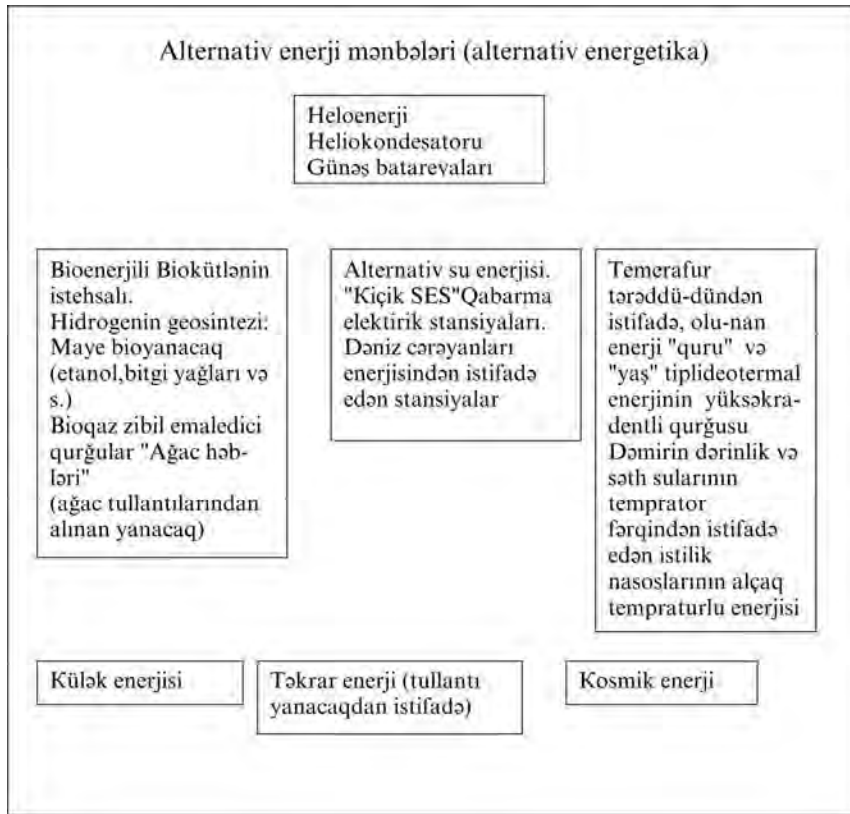 Alternativ enerji mənbələri (alternativ energetika)
Heloenerji
Heliokondesatoru
Günəş batareyaları
Bioenerjili Biokütlənin
istehsalı.
Hidrogenin geosintezi:
Maye bioyanacaq
(etanol,bitgi yağları və
s.)
Bioqaz zibil emaledici
qurğular "Ağac həb-
ləri"
(ağac tullantılarından
alınan yanacaq)
Alternativ su enerjisi.
"Kiçik SES"Qabarma
elektirik stansiyaları.
Dəniz cərəyanları
enerjisindən istifadə
edən stansiyalar
Temerafur
tərəddü-dündən
istifadə, olu-nan
enerji "quru" və
"yaş" tiplideotermal
enerjinin yüksəkra-
dentli qurğusu
Dəmirin dərinlik və
səth sularının
temprator
fərqindən istifadə
edən istilik
nasoslarının alçaq
tempraturlu enerjisi
Külək enerjisi
Təkrar enerji (tullantı
yanacaqdan istifadə)
Kosmik enerji